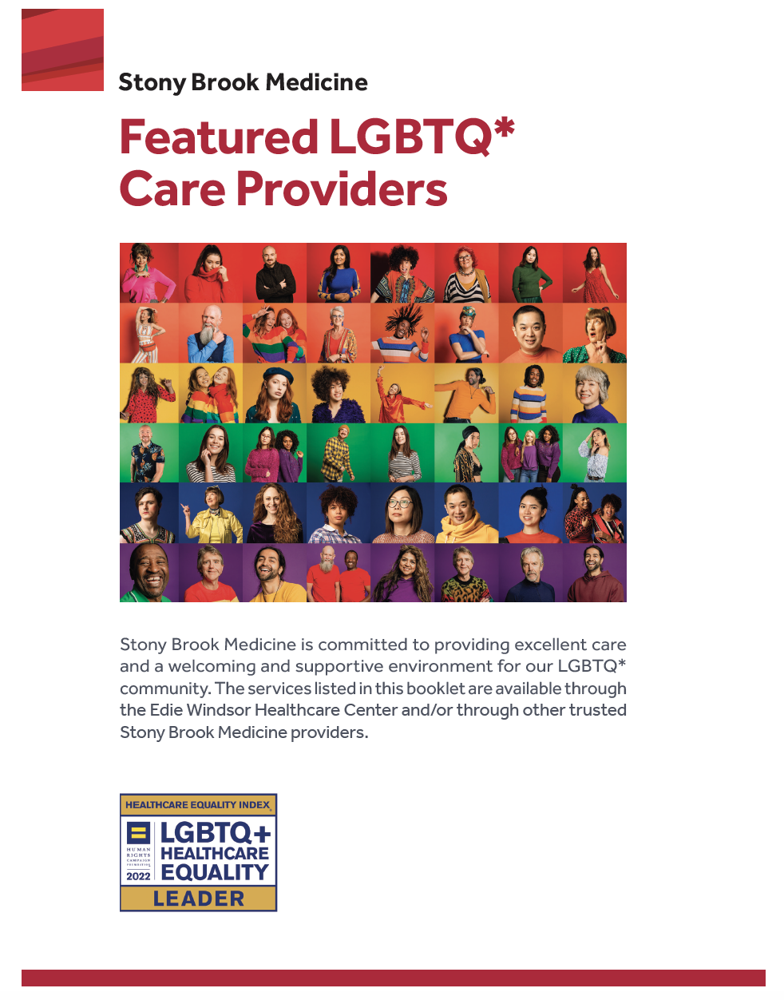 Stony Brook Medicine
Featured LGBTQ*
Care Providers
Stony Brook Medicine is committed to providing excellent care
and a welcoming and supportive environment for our LGBTQ*
community. The services listed in this booklet are available through
the Edie Windsor Healthcare Center and/or through other trusted
Stony Brook Medicine providers.
HEALTHCARE EQUALITY INDEX®
HUMAN
RIGHTS
CAMPAIGN
FOUNDATION
2022
LGBTQ+
HEALTHCARE
EQUALITY
LEADER